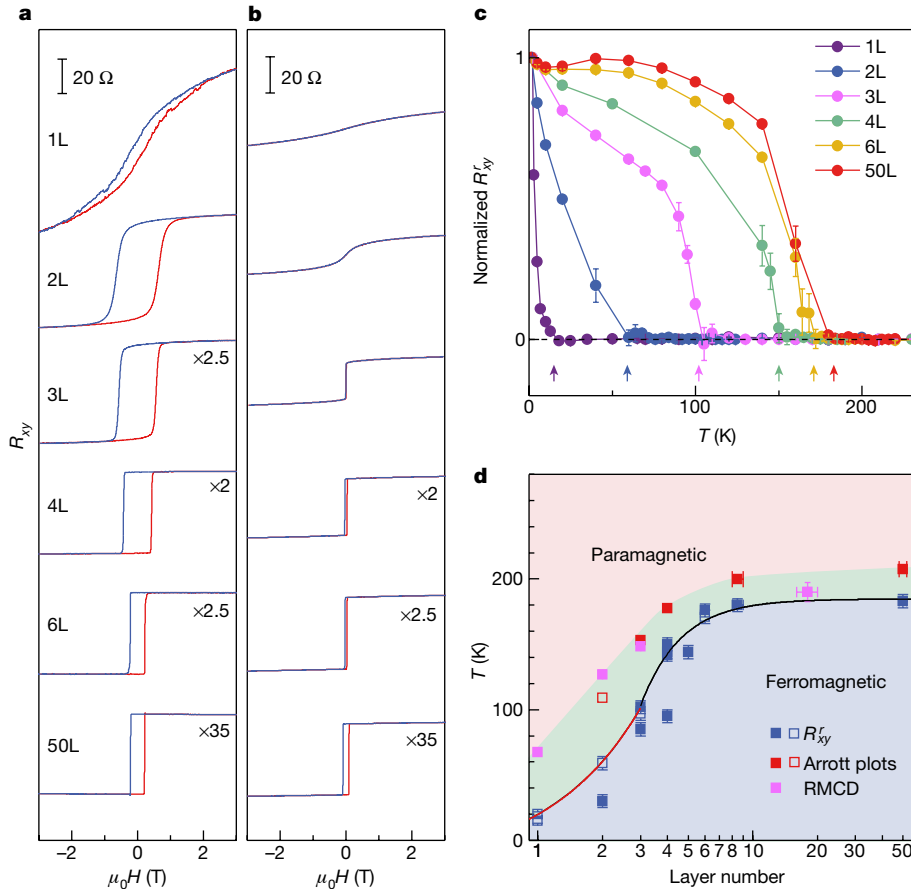 a
20 Ω
1L
2L
3L
×2.5
4L
×2
6L
×2.5
50L
×35
R_xy
−2 0 2
μ₀H (T)
b
20 Ω
×2
×2.5
×35
−2 0 2
μ₀H (T)
c
1L
2L
3L
4L
6L
50L
1
0
Normalized R^r_xy
0 100 200
T (K)
d
Paramagnetic
Ferromagnetic
R^r_xy
Arrott plots
RMCD
200
100
0
T (K)
1 2 3 4 5 6 7 8 10 20 30 50
Layer number